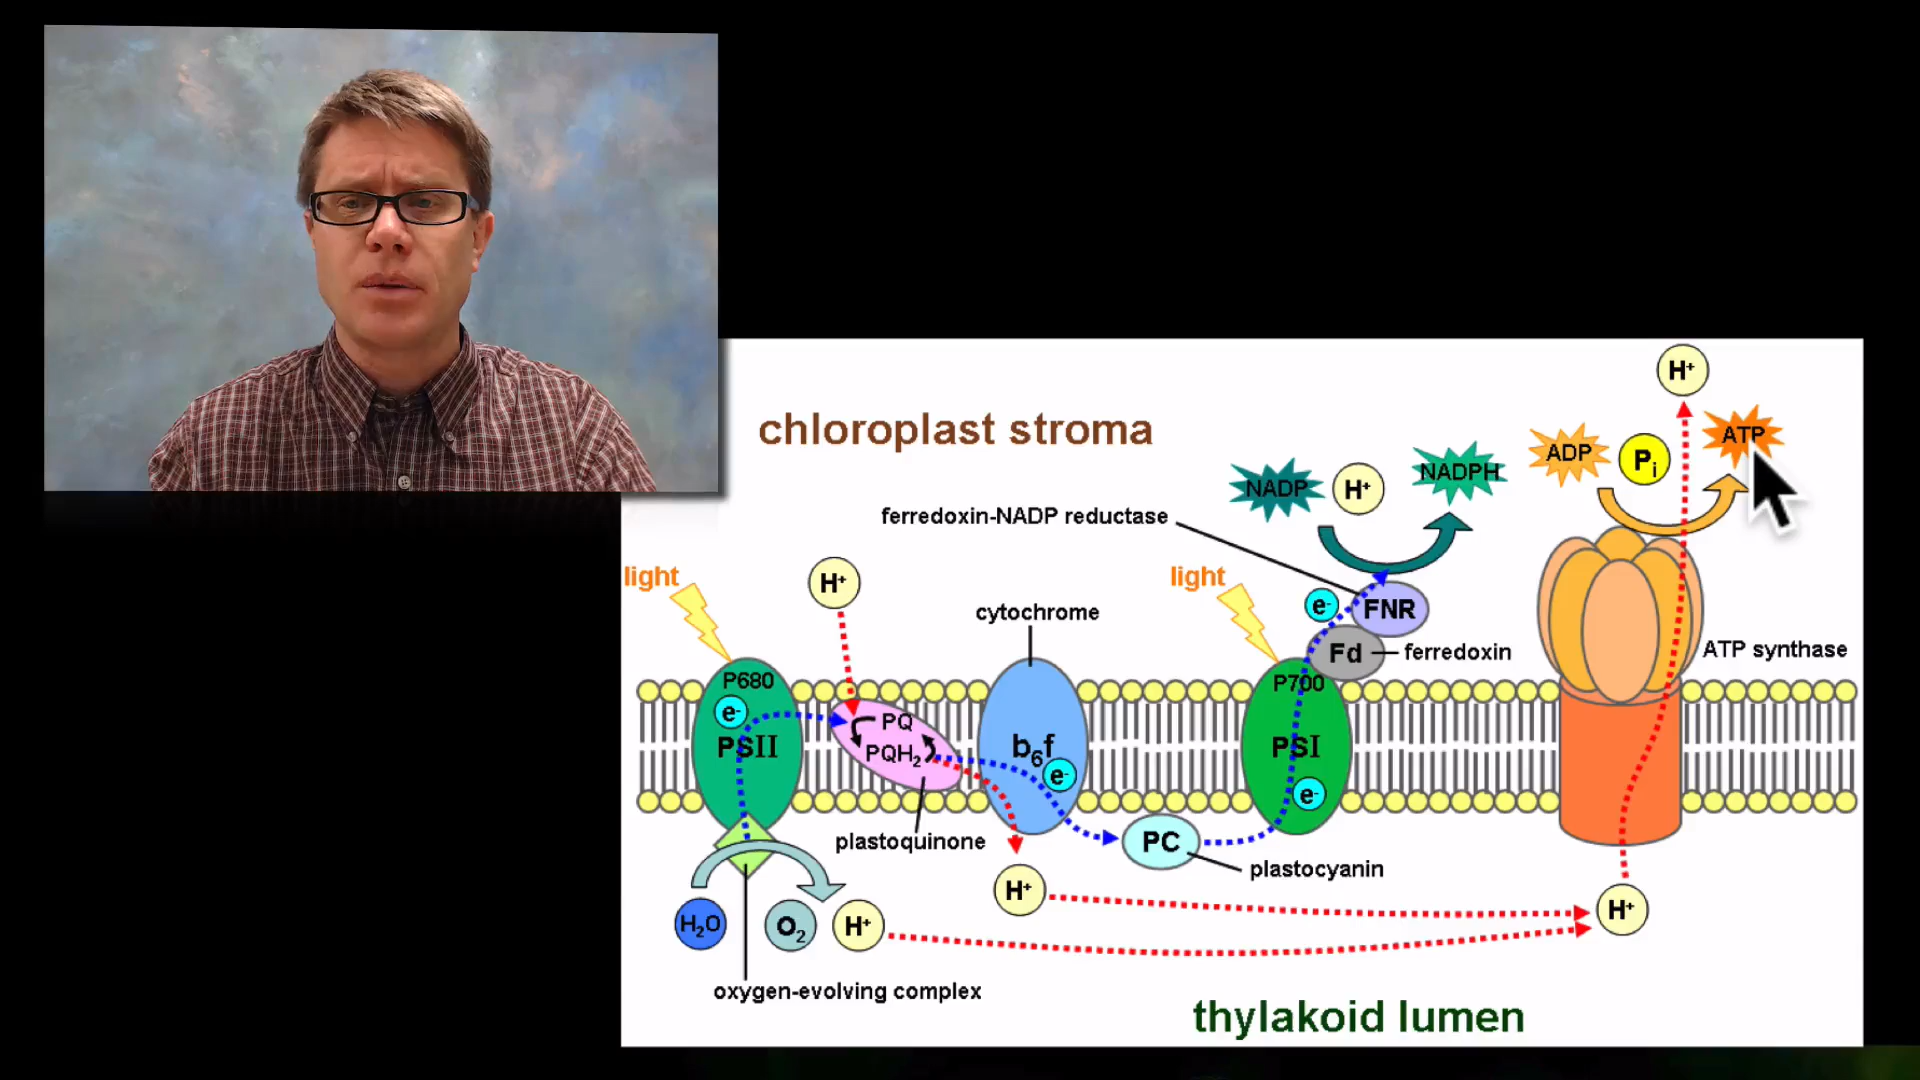 chloroplast stroma
H⁺
ADP
Pᵢ
ATP
NADP
H⁺
NADPH
ferredoxin-NADP reductase
light
H⁺
light
cytochrome
e⁻
FNR
Fd
ferredoxin
ATP synthase
P680
e⁻
PSII
PQ
PQH₂
b₆f
e⁻
P700
PSI
e⁻
plastoquinone
PC
plastocyanin
H₂O
O₂
H⁺
H⁺
H⁺
oxygen-evolving complex
thylakoid lumen